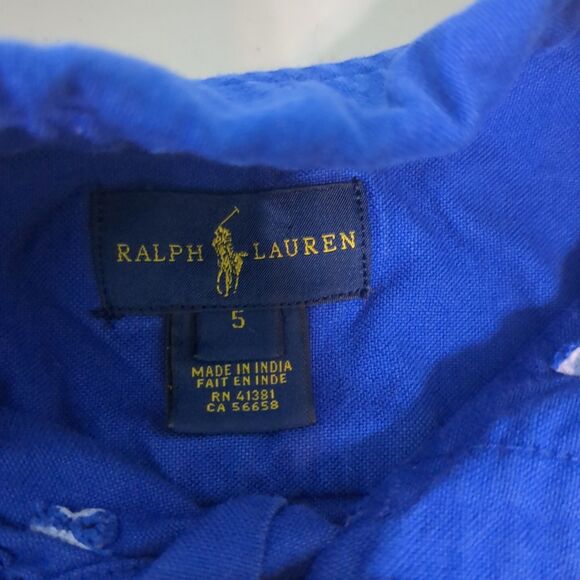 RALPH LAUREN
5
MADE IN INDIA
FAIT EN INDE
RN 41381
CA 56658